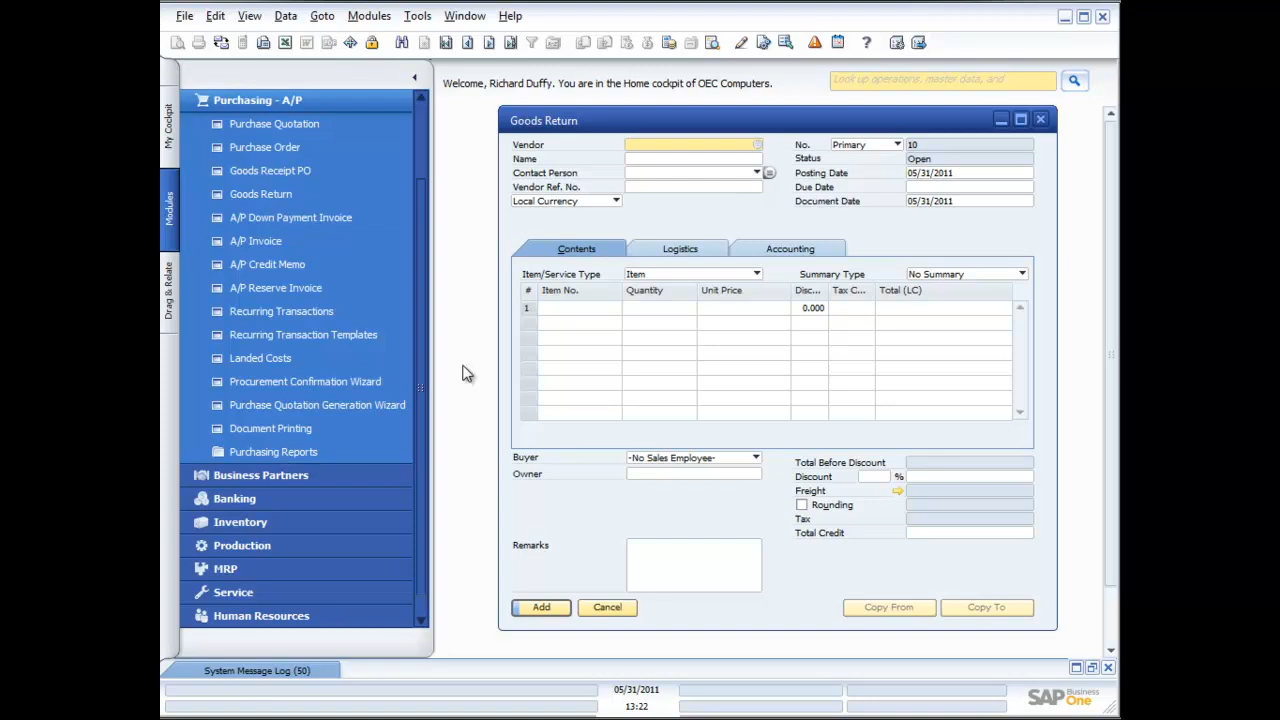 File Edit View Data Goto Modules Tools Window Help
Welcome, Richard Duffy. You are in the Home cockpit of OEC Computers.
Look up operations, master data, and
My Cockpit
Modules
Drag & Relate
Purchasing - A/P
Purchase Quotation
Purchase Order
Goods Receipt PO
Goods Return
A/P Down Payment Invoice
A/P Invoice
A/P Credit Memo
A/P Reserve Invoice
Recurring Transactions
Recurring Transaction Templates
Landed Costs
Procurement Confirmation Wizard
Purchase Quotation Generation Wizard
Document Printing
Purchasing Reports
Business Partners
Banking
Inventory
Production
MRP
Service
Human Resources
Goods Return
Vendor
Name
Contact Person
Vendor Ref. No.
Local Currency
No. Primary 10
Status Open
Posting Date 05/31/2011
Due Date
Document Date 05/31/2011
Contents Logistics Accounting
Item/Service Type Item Summary Type No Summary
# Item No. Quantity Unit Price Disc... Tax C... Total (LC)
1 0.000
Buyer -No Sales Employee-
Owner
Remarks
Total Before Discount
Discount %
Freight
Rounding
Tax
Total Credit
Add Cancel Copy From Copy To
System Message Log (50)
05/31/2011
13:22
SAP Business One